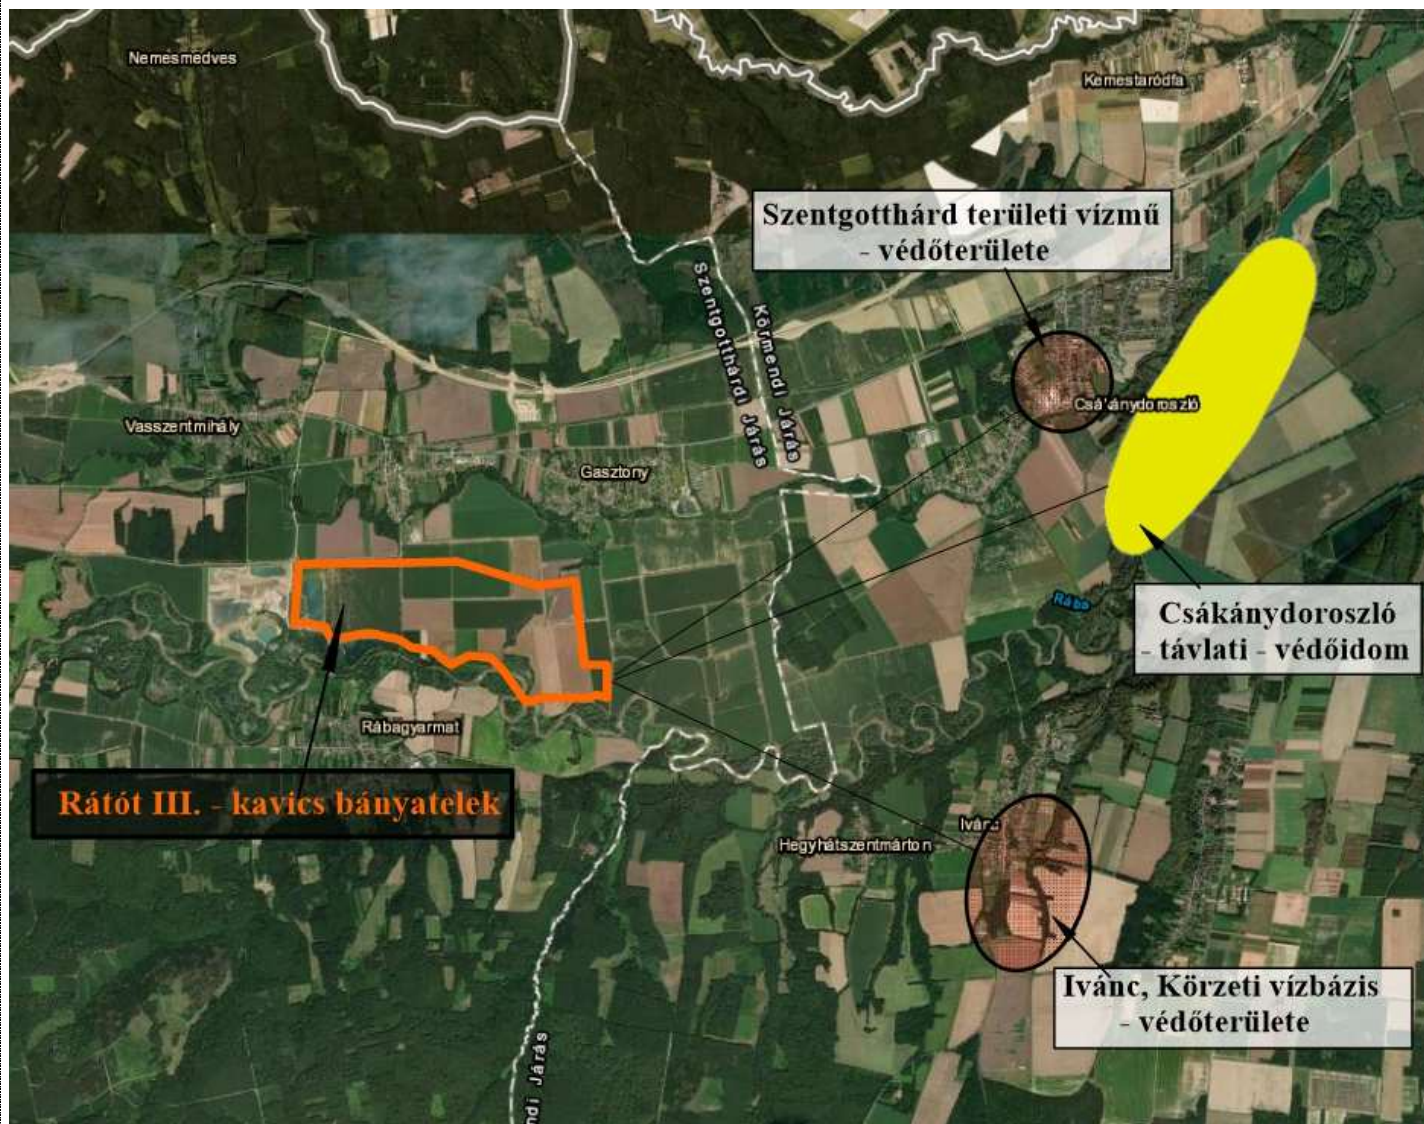 Nemesmedves
Kemestaródfa
Szentgotthárd területi vízmű
- védőterülete
Szentgotthárdi Járás
Körmendi Járás
Csákánydoroszló
Vasszentmihály
Gasztony
Rába
Csákánydoroszló
- távlati - védőidom
Rábagyarmat
Rátót III. - kavics bányatelek
Ivánc
Hegyhátszentmárton
Ivánc, Körzeti vízbázis
- védőterülete
ndi Járás